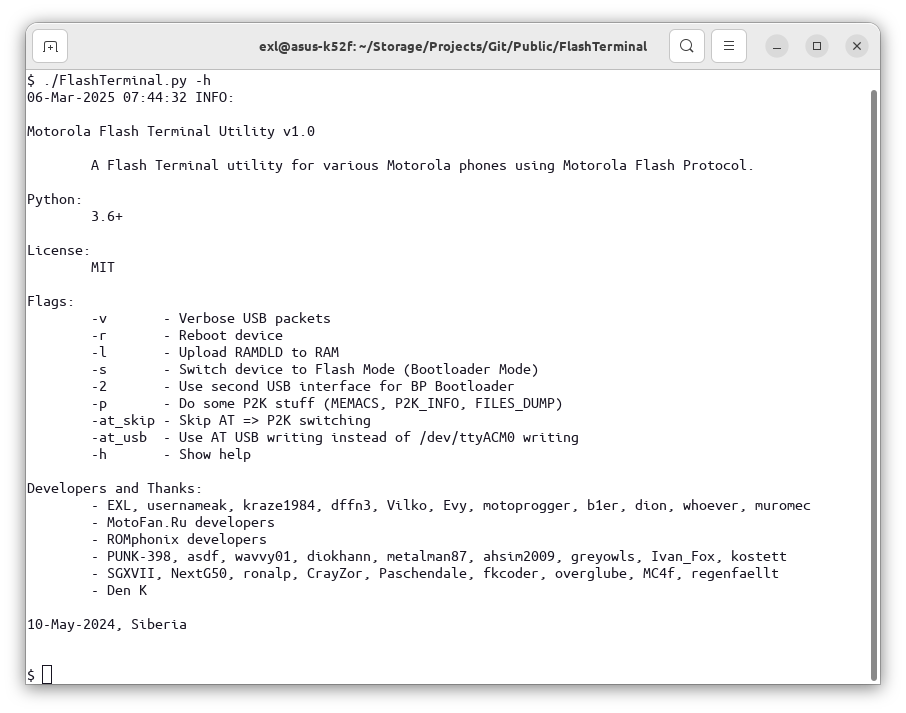 exl@asus-k52f: ~/Storage/Projects/Git/Public/FlashTerminal
$ ./FlashTerminal.py -h
06-Mar-2025 07:44:32 INFO:
Motorola Flash Terminal Utility v1.0
A Flash Terminal utility for various Motorola phones using Motorola Flash Protocol.
Python:
3.6+
License:
MIT
Flags:
-v - Verbose USB packets
-r - Reboot device
-l - Upload RAMDLD to RAM
-s - Switch device to Flash Mode (Bootloader Mode)
-2 - Use second USB interface for BP Bootloader
-p - Do some P2K stuff (MEMACS, P2K_INFO, FILES_DUMP)
-at_skip - Skip AT => P2K switching
-at_usb - Use AT USB writing instead of /dev/ttyACM0 writing
-h - Show help
Developers and Thanks:
- EXL, usernameak, kraze1984, dffn3, Vilko, Evy, motoprogger, b1er, dion, whoever, muromec
- MotoFan.Ru developers
- ROMphonix developers
- PUNK-398, asdf, wavvy01, diokhann, metalman87, ahsim2009, greyowls, Ivan_Fox, kostett
- SGXVII, NextG50, ronalp, CrayZor, Paschendale, fkcoder, overglube, MC4f, regenfaellt
- Den K
10-May-2024, Siberia
$